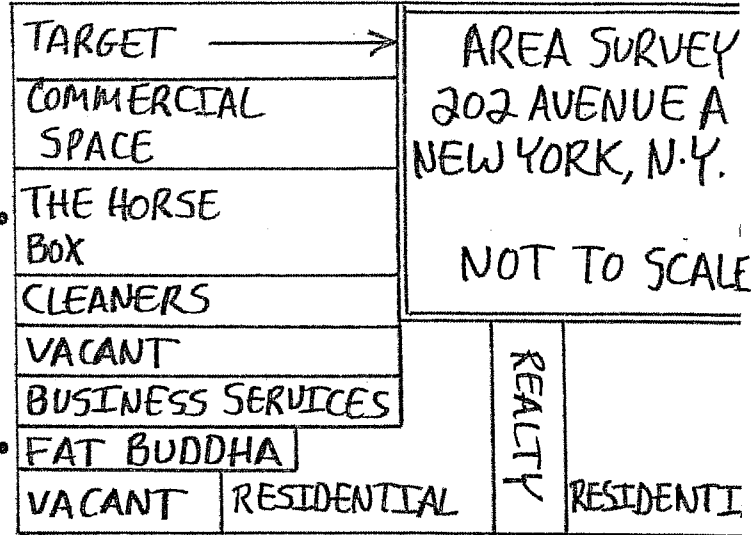 TARGET
COMMERCIAL
SPACE
THE HORSE
BOX
CLEANERS
VACANT
BUSINESS SERVICES
FAT BUDDHA
VACANT
RESIDENTIAL
REALTY
RESIDENTI
AREA SURVEY
202 AVENUE A
NEW YORK, N.Y.
NOT TO SCALE